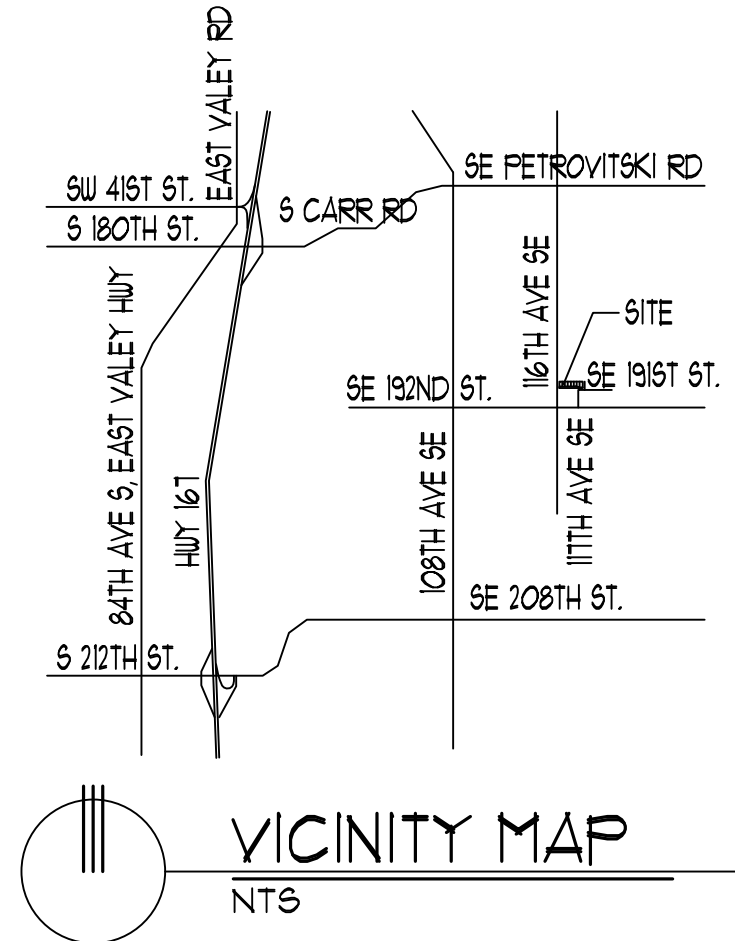 EAST VALEY RD
SW 41ST ST.
S 180TH ST.
S CARR RD
SE PETROVITSKI RD
116TH AVE SE
SITE
SE 191ST ST.
SE 192ND ST.
84TH AVE S, EAST VALEY HWY
HWY 167
108TH AVE SE
117TH AVE SE
SE 208TH ST.
S 212TH ST.
VICINITY MAP
NTS